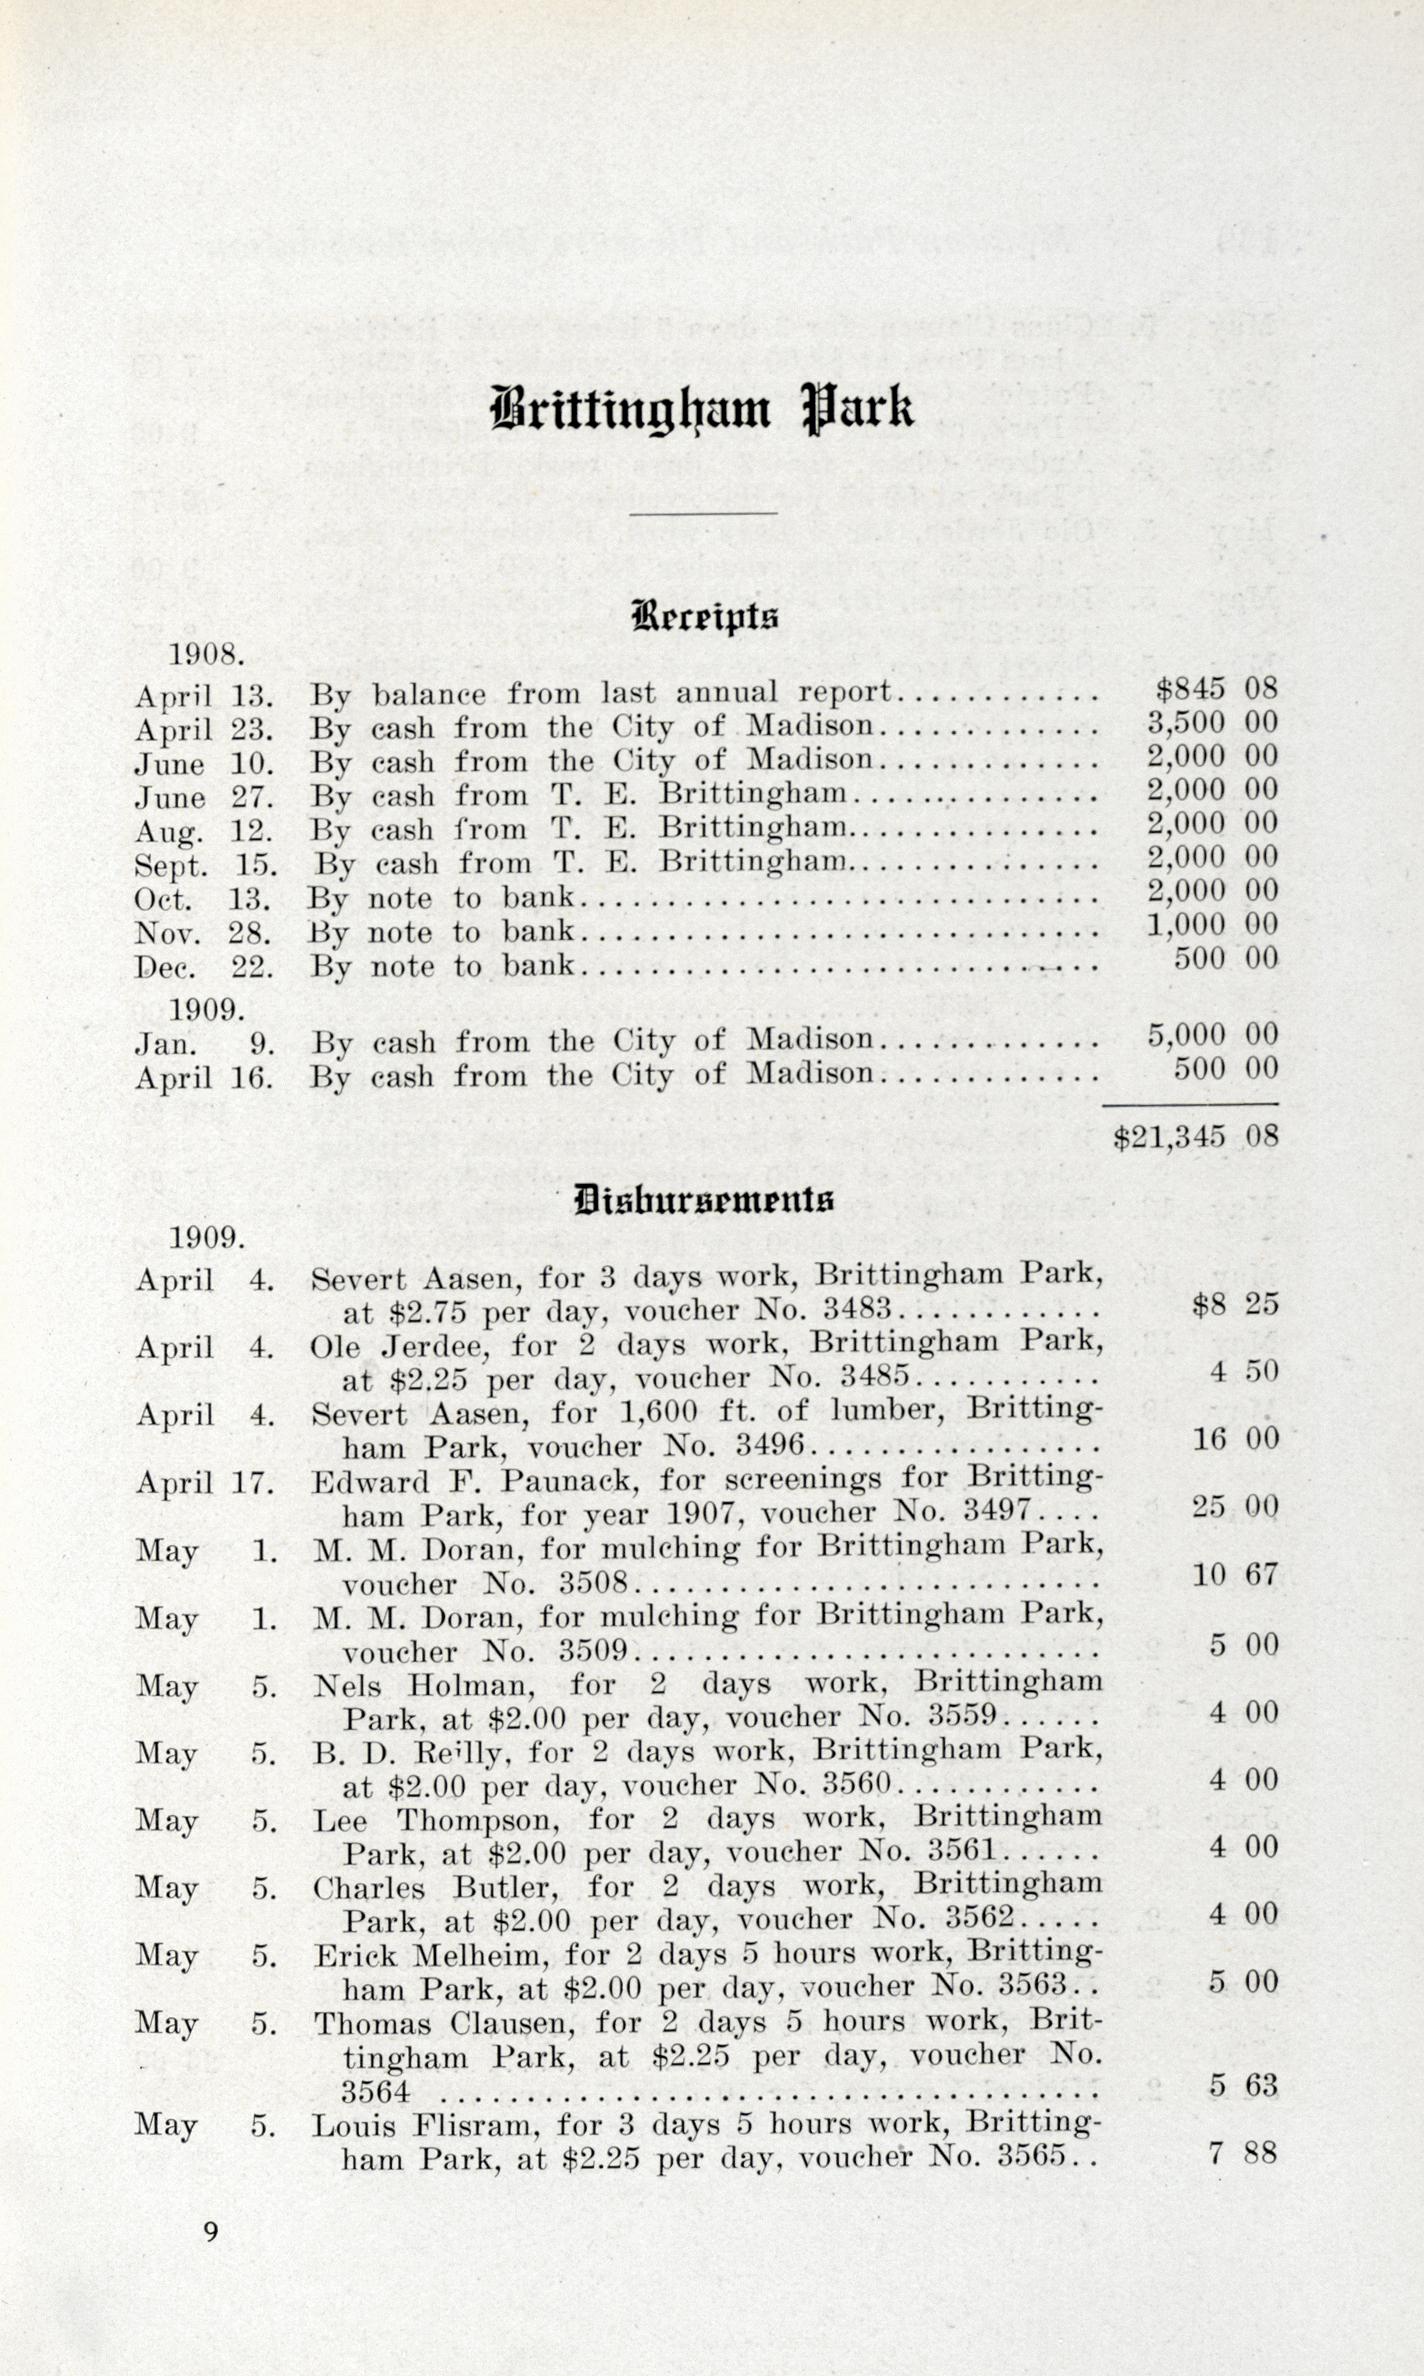 Brittingham Park
Receipts
1908.
April 13. By balance from last annual report............ $845 08
April 23. By cash from the City of Madison............. 3,500 00
June 10. By cash from the City of Madison............. 2,000 00
June 27. By cash from T. E. Brittingham............... 2,000 00
Aug. 12. By cash from T. E. Brittingham............... 2,000 00
Sept. 15. By cash from T. E. Brittingham............... 2,000 00
Oct. 13. By note to bank............................. 2,000 00
Nov. 28. By note to bank............................. 1,000 00
Dec. 22. By note to bank............................. 500 00
1909.
Jan. 9. By cash from the City of Madison............. 5,000 00
April 16. By cash from the City of Madison............. 500 00
$21,345 08
Disbursements
1909.
April 4. Severt Aasen, for 3 days work, Brittingham Park,
at $2.75 per day, voucher No. 3483............ $8 25
April 4. Ole Jerdee, for 2 days work, Brittingham Park,
at $2.25 per day, voucher No. 3485........... 4 50
April 4. Severt Aasen, for 1,600 ft. of lumber, Britting-
ham Park, voucher No. 3496................. 16 00
April 17. Edward F. Paunack, for screenings for Britting-
ham Park, for year 1907, voucher No. 3497.... 25 00
May 1. M. M. Doran, for mulching for Brittingham Park,
voucher No. 3508.......................... 10 67
May 1. M. M. Doran, for mulching for Brittingham Park,
voucher No. 3509.......................... 5 00
May 5. Nels Holman, for 2 days work, Brittingham
Park, at $2.00 per day, voucher No. 3559...... 4 00
May 5. B. D. Reilly, for 2 days work, Brittingham Park,
at $2.00 per day, voucher No. 3560............ 4 00
May 5. Lee Thompson, for 2 days work, Brittingham
Park, at $2.00 per day, voucher No. 3561...... 4 00
May 5. Charles Butler, for 2 days work, Brittingham
Park, at $2.00 per day, voucher No. 3562..... 4 00
May 5. Erick Melheim, for 2 days 5 hours work, Britting-
ham Park, at $2.00 per day, voucher No. 3563.. 5 00
May 5. Thomas Clausen, for 2 days 5 hours work, Brit-
tingham Park, at $2.25 per day, voucher No.
3564 ..................................... 5 63
May 5. Louis Flisram, for 3 days 5 hours work, Britting-
ham Park, at $2.25 per day, voucher No. 3565.. 7 88
9